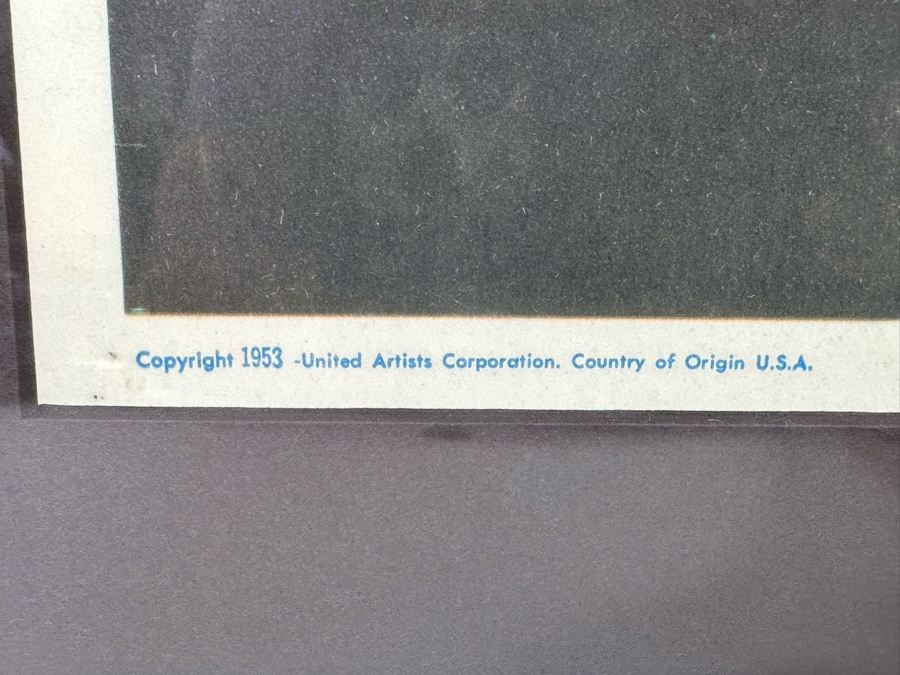 Copyright 1953 -United Artists Corporation. Country of Origin U.S.A.